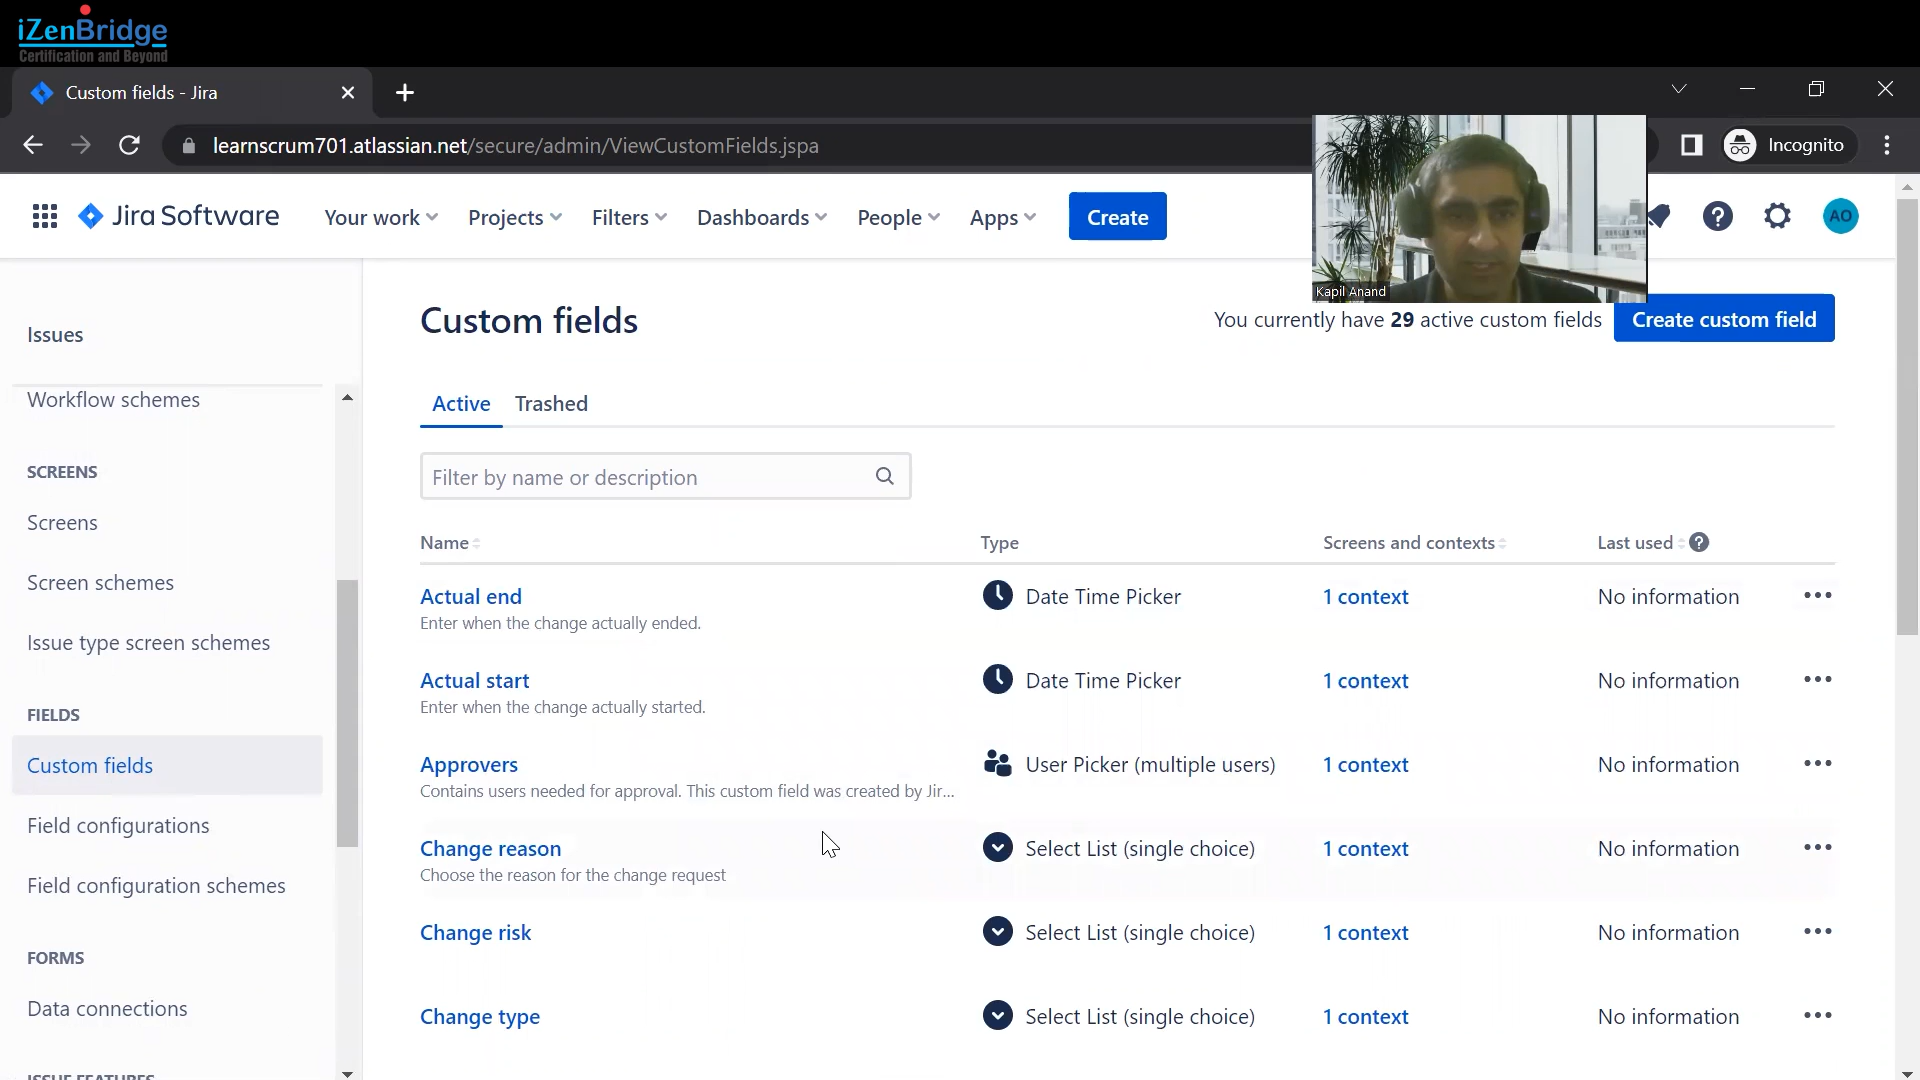 iZenBridge
Certification and Beyond
Custom fields - Jira
learnscrum701.atlassian.net/secure/admin/ViewCustomFields.jspa
Incognito
Jira Software
Your work
Projects
Filters
Dashboards
People
Apps
Create
AO
Kapil Anand
Issues
Workflow schemes
SCREENS
Screens
Screen schemes
Issue type screen schemes
FIELDS
Custom fields
Field configurations
Field configuration schemes
FORMS
Data connections
ISSUE FEATURES
Custom fields
You currently have 29 active custom fields
Create custom field
Active
Trashed
Filter by name or description
Name
Type
Screens and contexts
Last used
Actual end
Date Time Picker
1 context
No information
Enter when the change actually ended.
Actual start
Date Time Picker
1 context
No information
Enter when the change actually started.
Approvers
User Picker (multiple users)
1 context
No information
Contains users needed for approval. This custom field was created by Jir...
Change reason
Select List (single choice)
1 context
No information
Choose the reason for the change request
Change risk
Select List (single choice)
1 context
No information
Change type
Select List (single choice)
1 context
No information